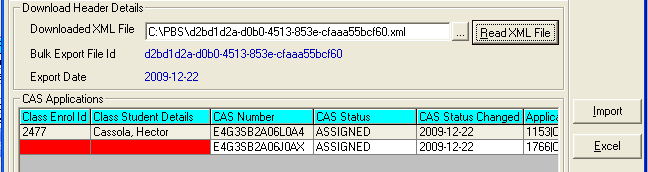 Download Header Details
Downloaded XML File C:\PBS\d2bd1d2a-d0b0-4513-853e-cfaaa55bcf60.xml ... Read XML File
Bulk Export File Id d2bd1d2a-d0b0-4513-853e-cfaaa55bcf60
Export Date 2009-12-22
CAS Applications
Class Enrol Id Class Student Details CAS Number CAS Status CAS Status Changed Applica
2477 Cassola, Hector E4G3SB2A06L0A4 ASSIGNED 2009-12-22 1153|C
E4G3SB2A06J0AX ASSIGNED 2009-12-22 1766|C
Import
Excel